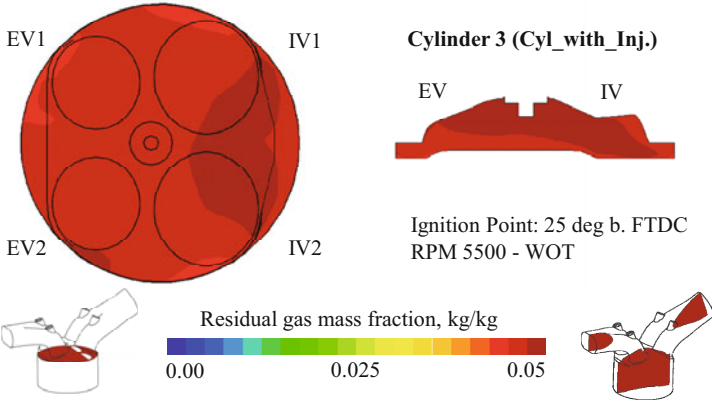 EV1
IV1
EV2
IV2
Cylinder 3 (Cyl_with_Inj.)
EV
IV
Ignition Point: 25 deg b. FTDC
RPM 5500 - WOT
Residual gas mass fraction, kg/kg
0.00 0.025 0.05